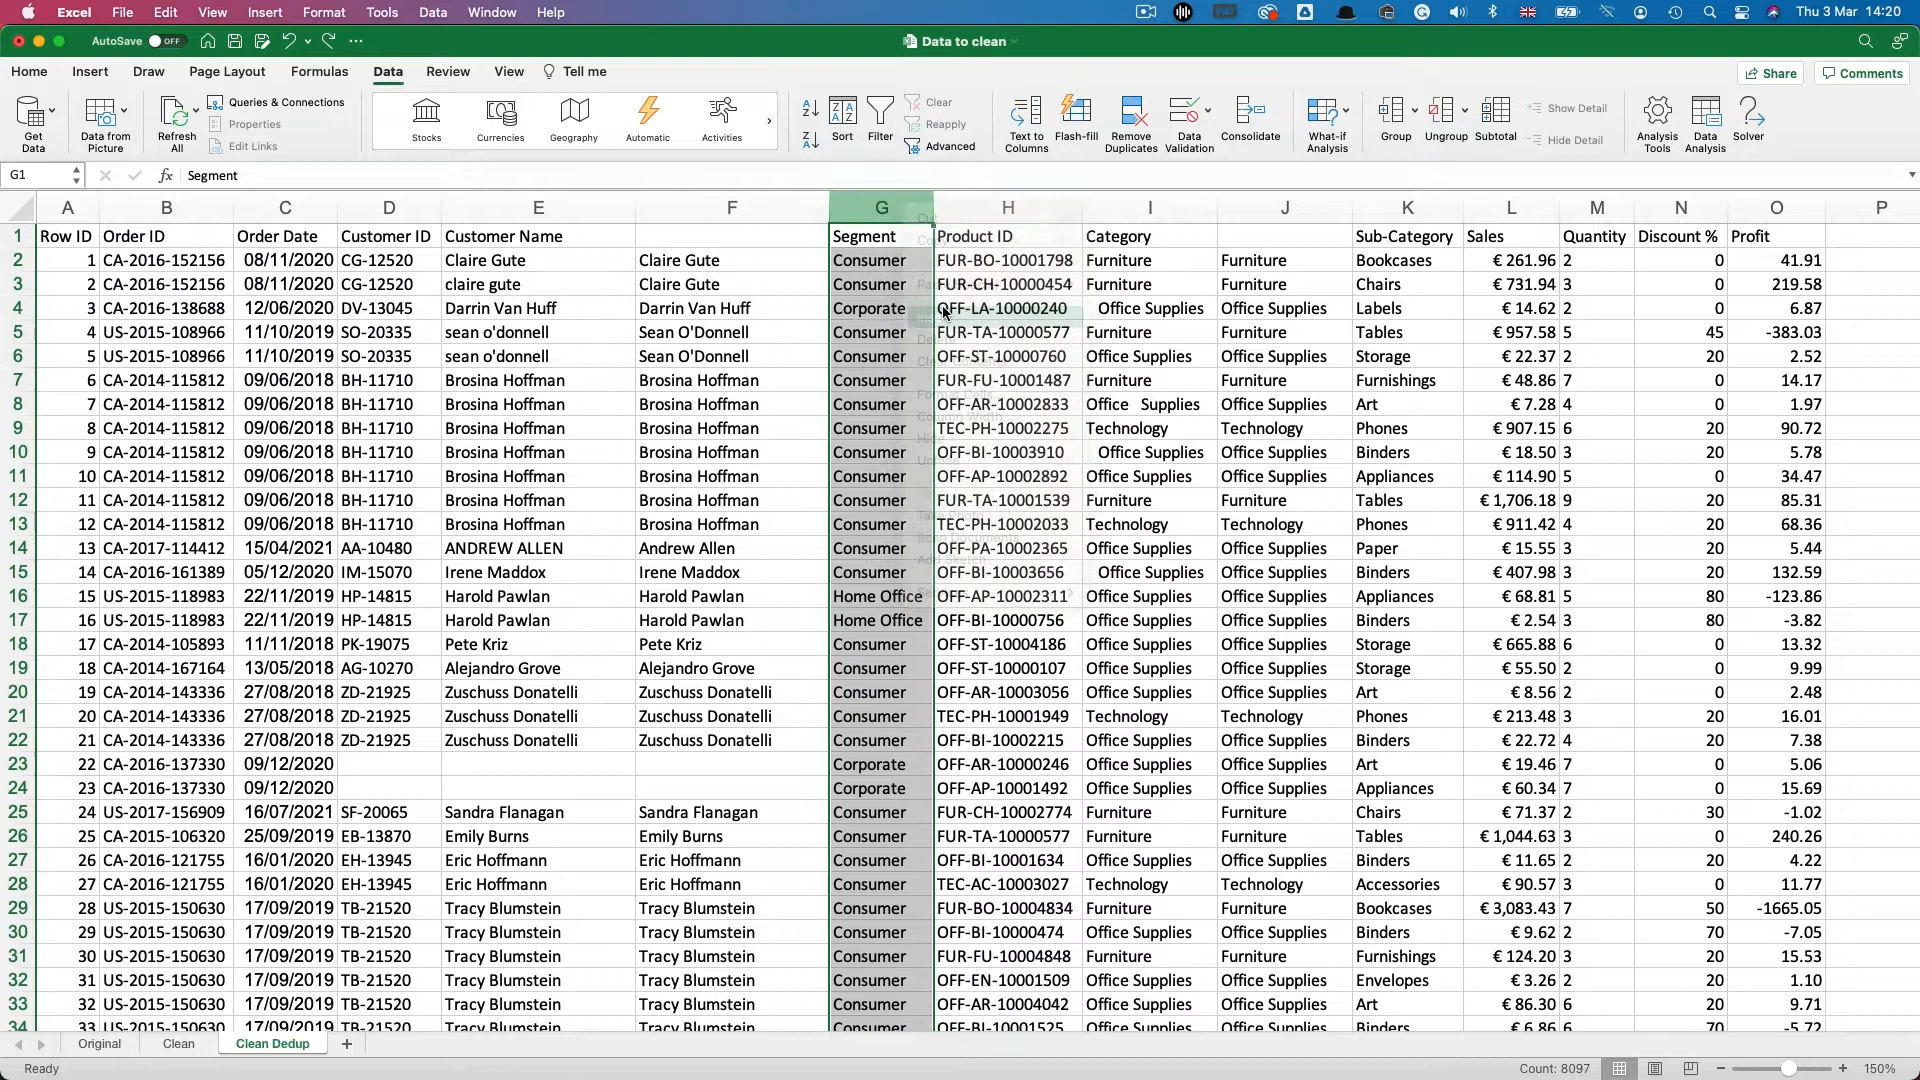 Excel File Edit View Insert Format Tools Data Window Help Thu 3 Mar 14:20
AutoSave OFF Data to clean
Home Insert Draw Page Layout Formulas Data Review View Tell me Share Comments
Get Data Data from Picture Refresh All Queries & Connections Properties Edit Links Stocks Currencies Geography Automatic Activities Sort Filter Clear Reapply Advanced Text to Columns Flash-fill Remove Duplicates Data Validation Consolidate What-if Analysis Group Ungroup Subtotal Show Detail Hide Detail Analysis Tools Data Analysis Solver
G1 fx Segment
A B C D E F G H I J K L M N O P
1 Row ID Order ID Order Date Customer ID Customer Name Segment Product ID Category Sub-Category Sales Quantity Discount % Profit
2 1 CA-2016-152156 08/11/2020 CG-12520 Claire Gute Claire Gute Consumer FUR-BO-10001798 Furniture Furniture Bookcases € 261.96 2 0 41.91
3 2 CA-2016-152156 08/11/2020 CG-12520 claire gute Claire Gute Consumer FUR-CH-10000454 Furniture Furniture Chairs € 731.94 3 0 219.58
4 3 CA-2016-138688 12/06/2020 DV-13045 Darrin Van Huff Darrin Van Huff Corporate OFF-LA-10000240 Office Supplies Office Supplies Labels € 14.62 2 0 6.87
5 4 US-2015-108966 11/10/2019 SO-20335 sean o'donnell Sean O'Donnell Consumer FUR-TA-10000577 Furniture Furniture Tables € 957.58 5 45 -383.03
6 5 US-2015-108966 11/10/2019 SO-20335 sean o'donnell Sean O'Donnell Consumer OFF-ST-10000760 Office Supplies Office Supplies Storage € 22.37 2 20 2.52
7 6 CA-2014-115812 09/06/2018 BH-11710 Brosina Hoffman Brosina Hoffman Consumer FUR-FU-10001487 Furniture Furniture Furnishings € 48.86 7 0 14.17
8 7 CA-2014-115812 09/06/2018 BH-11710 Brosina Hoffman Brosina Hoffman Consumer OFF-AR-10002833 Office Supplies Office Supplies Art € 7.28 4 0 1.97
9 8 CA-2014-115812 09/06/2018 BH-11710 Brosina Hoffman Brosina Hoffman Consumer TEC-PH-10002275 Technology Technology Phones € 907.15 6 20 90.72
10 9 CA-2014-115812 09/06/2018 BH-11710 Brosina Hoffman Brosina Hoffman Consumer OFF-BI-10003910 Office Supplies Office Supplies Binders € 18.50 3 20 5.78
11 10 CA-2014-115812 09/06/2018 BH-11710 Brosina Hoffman Brosina Hoffman Consumer OFF-AP-10002892 Office Supplies Office Supplies Appliances € 114.90 5 0 34.47
12 11 CA-2014-115812 09/06/2018 BH-11710 Brosina Hoffman Brosina Hoffman Consumer FUR-TA-10001539 Furniture Furniture Tables € 1,706.18 9 20 85.31
13 12 CA-2014-115812 09/06/2018 BH-11710 Brosina Hoffman Brosina Hoffman Consumer TEC-PH-10002033 Technology Technology Phones € 911.42 4 20 68.36
14 13 CA-2017-114412 15/04/2021 AA-10480 ANDREW ALLEN Andrew Allen Consumer OFF-PA-10002365 Office Supplies Office Supplies Paper € 15.55 3 20 5.44
15 14 CA-2016-161389 05/12/2020 IM-15070 Irene Maddox Irene Maddox Consumer OFF-BI-10003656 Office Supplies Office Supplies Binders € 407.98 3 20 132.59
16 15 US-2015-118983 22/11/2019 HP-14815 Harold Pawlan Harold Pawlan Home Office OFF-AP-10002311 Office Supplies Office Supplies Appliances € 68.81 5 80 -123.86
17 16 US-2015-118983 22/11/2019 HP-14815 Harold Pawlan Harold Pawlan Home Office OFF-BI-10000756 Office Supplies Office Supplies Binders € 2.54 3 80 -3.82
18 17 CA-2014-105893 11/11/2018 PK-19075 Pete Kriz Pete Kriz Consumer OFF-ST-10004186 Office Supplies Office Supplies Storage € 665.88 6 0 13.32
19 18 CA-2014-167164 13/05/2018 AG-10270 Alejandro Grove Alejandro Grove Consumer OFF-ST-10000107 Office Supplies Office Supplies Storage € 55.50 2 0 9.99
20 19 CA-2014-143336 27/08/2018 ZD-21925 Zuschuss Donatelli Zuschuss Donatelli Consumer OFF-AR-10003056 Office Supplies Office Supplies Art € 8.56 2 0 2.48
21 20 CA-2014-143336 27/08/2018 ZD-21925 Zuschuss Donatelli Zuschuss Donatelli Consumer TEC-PH-10001949 Technology Technology Phones € 213.48 3 20 16.01
22 21 CA-2014-143336 27/08/2018 ZD-21925 Zuschuss Donatelli Zuschuss Donatelli Consumer OFF-BI-10002215 Office Supplies Office Supplies Binders € 22.72 4 20 7.38
23 22 CA-2016-137330 09/12/2020 Corporate OFF-AR-10000246 Office Supplies Office Supplies Art € 19.46 7 0 5.06
24 23 CA-2016-137330 09/12/2020 Corporate OFF-AP-10001492 Office Supplies Office Supplies Appliances € 60.34 7 0 15.69
25 24 US-2017-156909 16/07/2021 SF-20065 Sandra Flanagan Sandra Flanagan Consumer FUR-CH-10002774 Furniture Furniture Chairs € 71.37 2 30 -1.02
26 25 CA-2015-106320 25/09/2019 EB-13870 Emily Burns Emily Burns Consumer FUR-TA-10000577 Furniture Furniture Tables € 1,044.63 3 0 240.26
27 26 CA-2016-121755 16/01/2020 EH-13945 Eric Hoffmann Eric Hoffmann Consumer OFF-BI-10001634 Office Supplies Office Supplies Binders € 11.65 2 20 4.22
28 27 CA-2016-121755 16/01/2020 EH-13945 Eric Hoffmann Eric Hoffmann Consumer TEC-AC-10003027 Technology Technology Accessories € 90.57 3 0 11.77
29 28 US-2015-150630 17/09/2019 TB-21520 Tracy Blumstein Tracy Blumstein Consumer FUR-BO-10004834 Furniture Furniture Bookcases € 3,083.43 7 50 -1665.05
30 29 US-2015-150630 17/09/2019 TB-21520 Tracy Blumstein Tracy Blumstein Consumer OFF-BI-10000474 Office Supplies Office Supplies Binders € 9.62 2 70 -7.05
31 30 US-2015-150630 17/09/2019 TB-21520 Tracy Blumstein Tracy Blumstein Consumer FUR-FU-10004848 Furniture Furniture Furnishings € 124.20 3 20 15.53
32 31 US-2015-150630 17/09/2019 TB-21520 Tracy Blumstein Tracy Blumstein Consumer OFF-EN-10001509 Office Supplies Office Supplies Envelopes € 3.26 2 20 1.10
33 32 US-2015-150630 17/09/2019 TB-21520 Tracy Blumstein Tracy Blumstein Consumer OFF-AR-10004042 Office Supplies Office Supplies Art € 86.30 6 20 9.71
34 33 US-2015-150630 17/09/2019 TB-21520 Tracy Blumstein Tracy Blumstein Consumer OFF-BI-10001525 Office Supplies Office Supplies Binders € 6.86 6 70 -5.72
Original Clean Clean Dedup +
Ready Count: 8097 150%